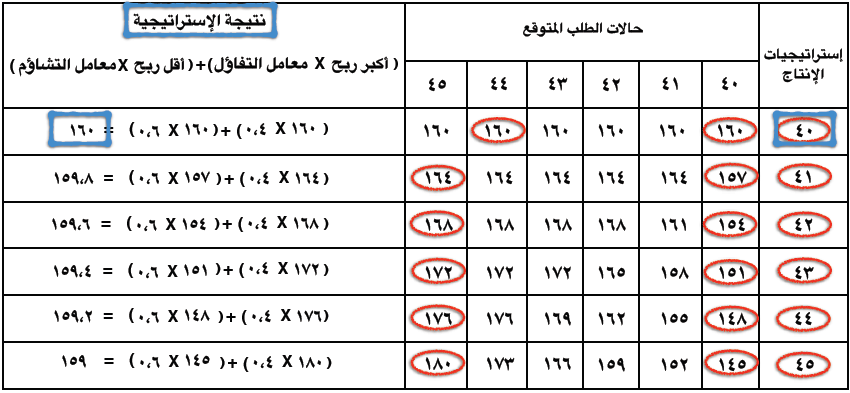 إستراتيجيات
الإنتاج
حالات الطلب المتوقع
نتيجة الإستراتيجية
( أكبر ربح X معامل التفاؤل)+( أقل ربح X معامل التشاؤم)
٤٠ ٤١ ٤٢ ٤٣ ٤٤ ٤٥
٤٠ ١٦٠ ١٦٠ ١٦٠ ١٦٠ ١٦٠ ١٦٠ (١٦٠ X ٠،٤)+(١٦٠ X ٠،٦) = ١٦٠
٤١ ١٥٧ ١٦٤ ١٦٤ ١٦٤ ١٦٤ ١٦٤ (١٦٤ X ٠،٤)+(١٥٧ X ٠،٦) = ١٥٩،٨
٤٢ ١٥٤ ١٦١ ١٦٨ ١٦٨ ١٦٨ ١٦٨ (١٦٨ X ٠،٤)+(١٥٤ X ٠،٦) = ١٥٩،٦
٤٣ ١٥١ ١٥٨ ١٦٥ ١٧٢ ١٧٢ ١٧٢ (١٧٢ X ٠،٤)+(١٥١ X ٠،٦) = ١٥٩،٤
٤٤ ١٤٨ ١٥٥ ١٦٢ ١٦٩ ١٧٦ ١٧٦ (١٧٦ X ٠،٤)+(١٤٨ X ٠،٦) = ١٥٩،٢
٤٥ ١٤٥ ١٥٢ ١٥٩ ١٦٦ ١٧٣ ١٨٠ (١٨٠ X ٠،٤)+(١٤٥ X ٠،٦) = ١٥٩